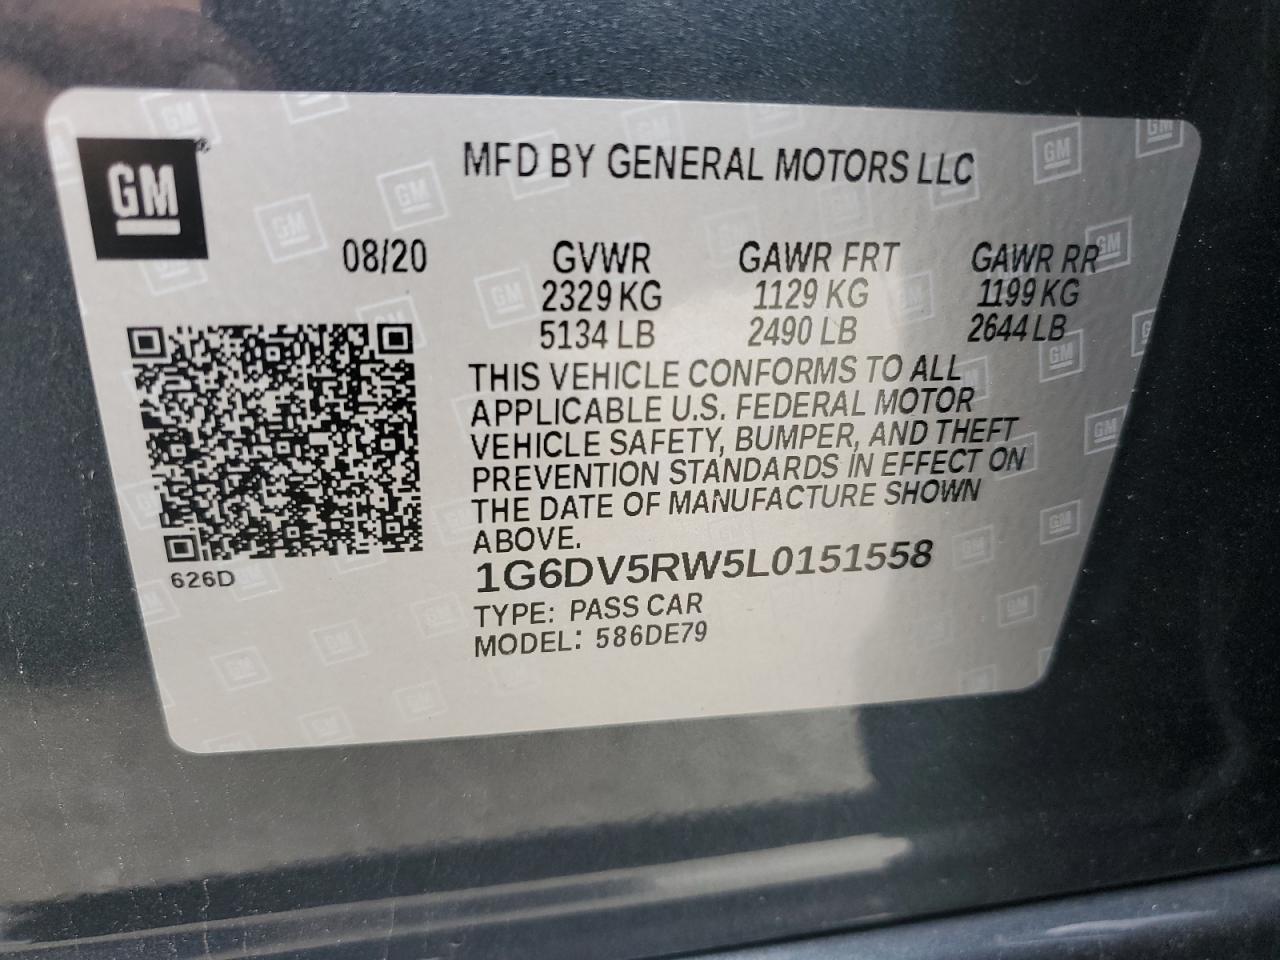 GM
MFD BY GENERAL MOTORS LLC
08/20 GVWR GAWR FRT GAWR RR
2329 KG 1129 KG 1199 KG
5134 LB 2490 LB 2644 LB
THIS VEHICLE CONFORMS TO ALL
APPLICABLE U.S. FEDERAL MOTOR
VEHICLE SAFETY, BUMPER, AND THEFT
PREVENTION STANDARDS IN EFFECT ON
THE DATE OF MANUFACTURE SHOWN
ABOVE.
626D
1G6DV5RW5L0151558
TYPE: PASS CAR
MODEL: 586DE79